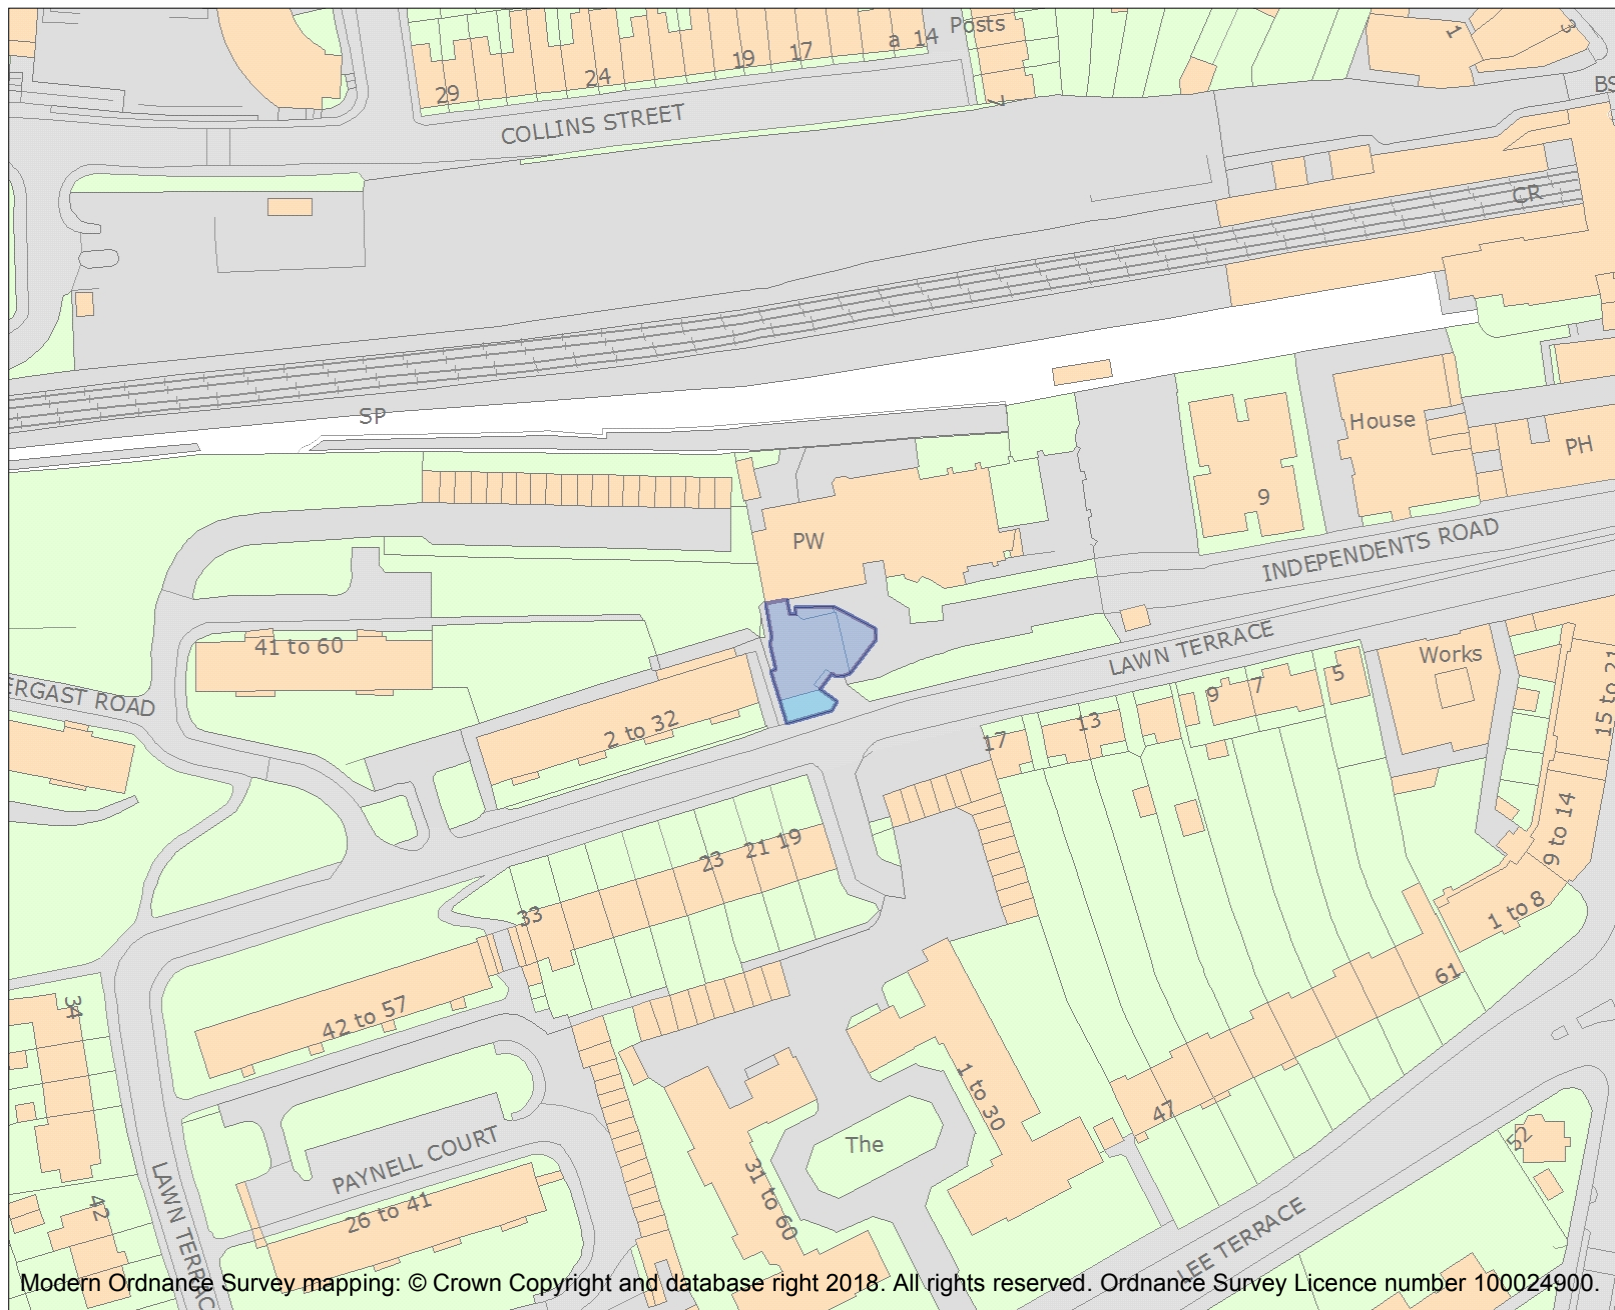 Posts
a 14
17
19
24
29
1
3
BS
7
COLLINS STREET
CR
SP
House
PH
9
PW
INDEPENDENTS ROAD
LAWN TERRACE
41 to 60
ERGAST ROAD
2 to 32
Works
5
7
9
13
17
15 to 21
23 21 19
9 to 14
33
1 to 8
61
34
42 to 57
1 to 30
47
52
The
PAYNELL COURT
31 to 60
26 to 41
42
LAWN TERRAC
LEE TERRACE
Modern Ordnance Survey mapping: © Crown Copyright and database right 2018. All rights reserved. Ordnance Survey Licence number 100024900.